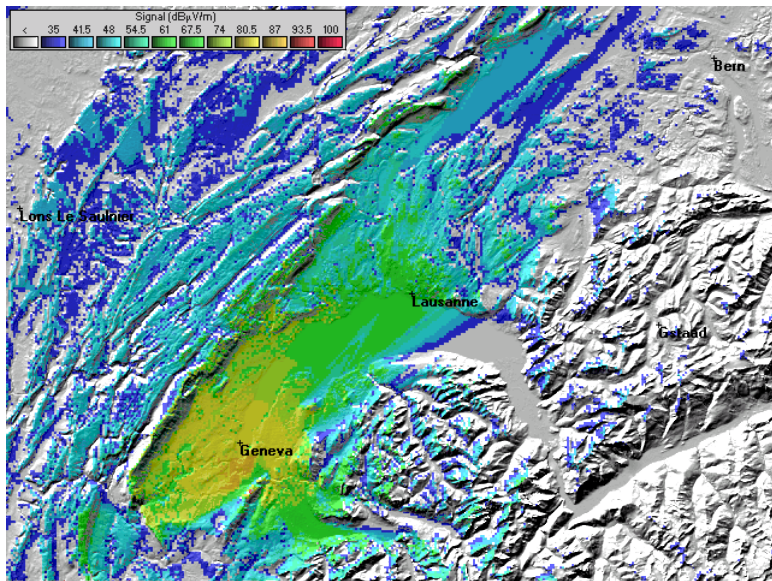 Signal (dBµV/m)
< 35 41.5 48 54.5 61 67.5 74 80.5 87 93.5 100
Bern
Lons Le Saulnier
Lausanne
Gstaad
Geneva